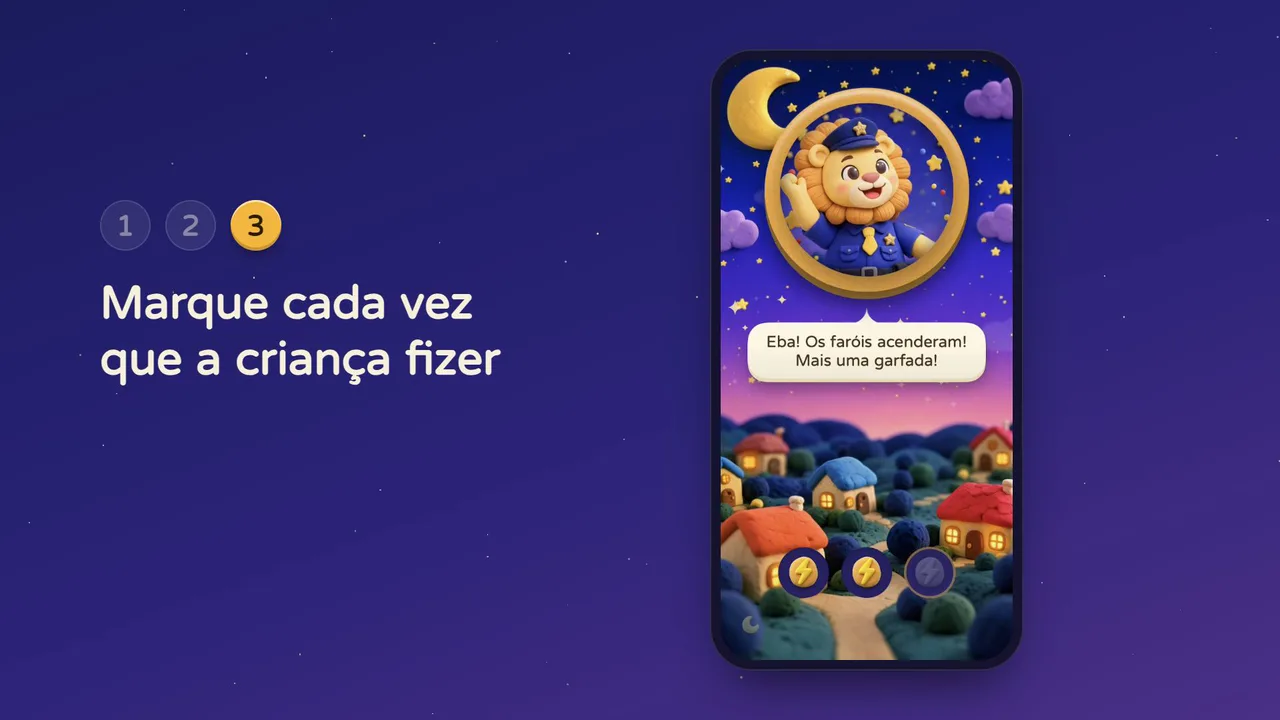 1 2 3
Marque cada vez
que a criança fizer
Eba! Os faróis acenderam!
Mais uma garfada!